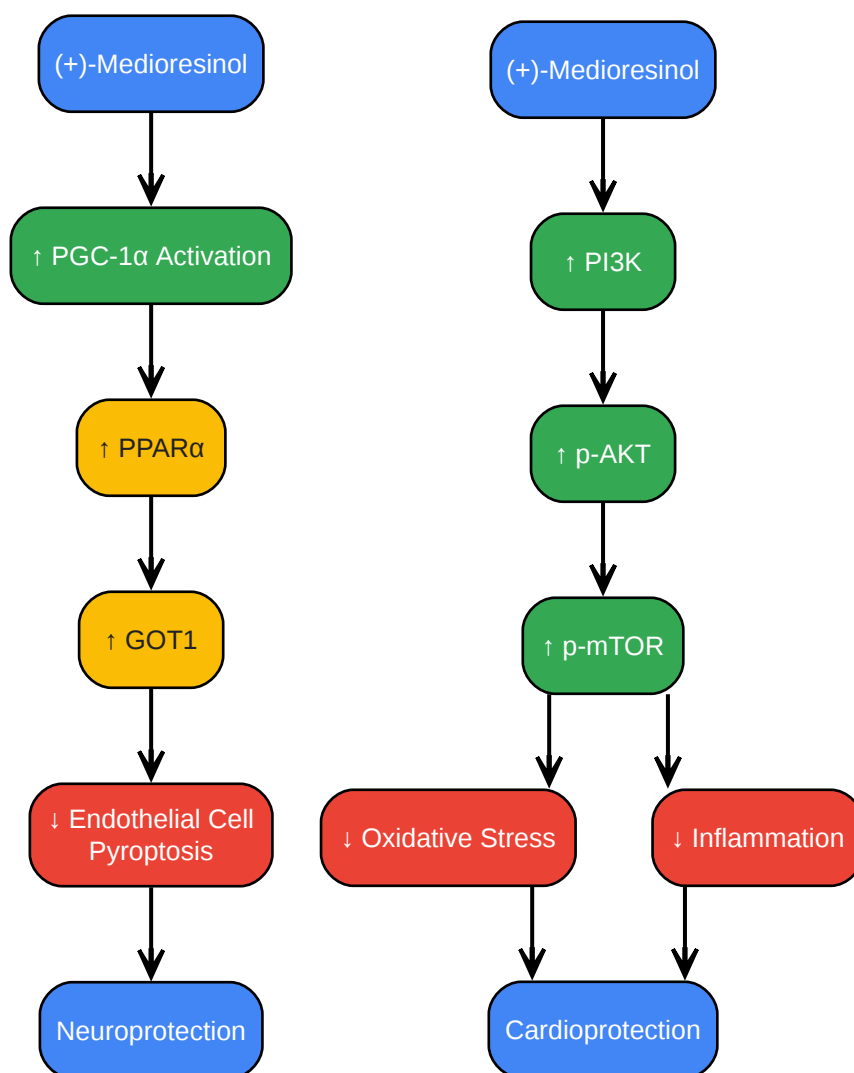 (+)-Medioresinol
↑ PGC-1α Activation
↑ PPARα
↑ GOT1
↓ Endothelial Cell
Pyroptosis
Neuroprotection
(+)-Medioresinol
↑ PI3K
↑ p-AKT
↑ p-mTOR
↓ Oxidative Stress
↓ Inflammation
Cardioprotection